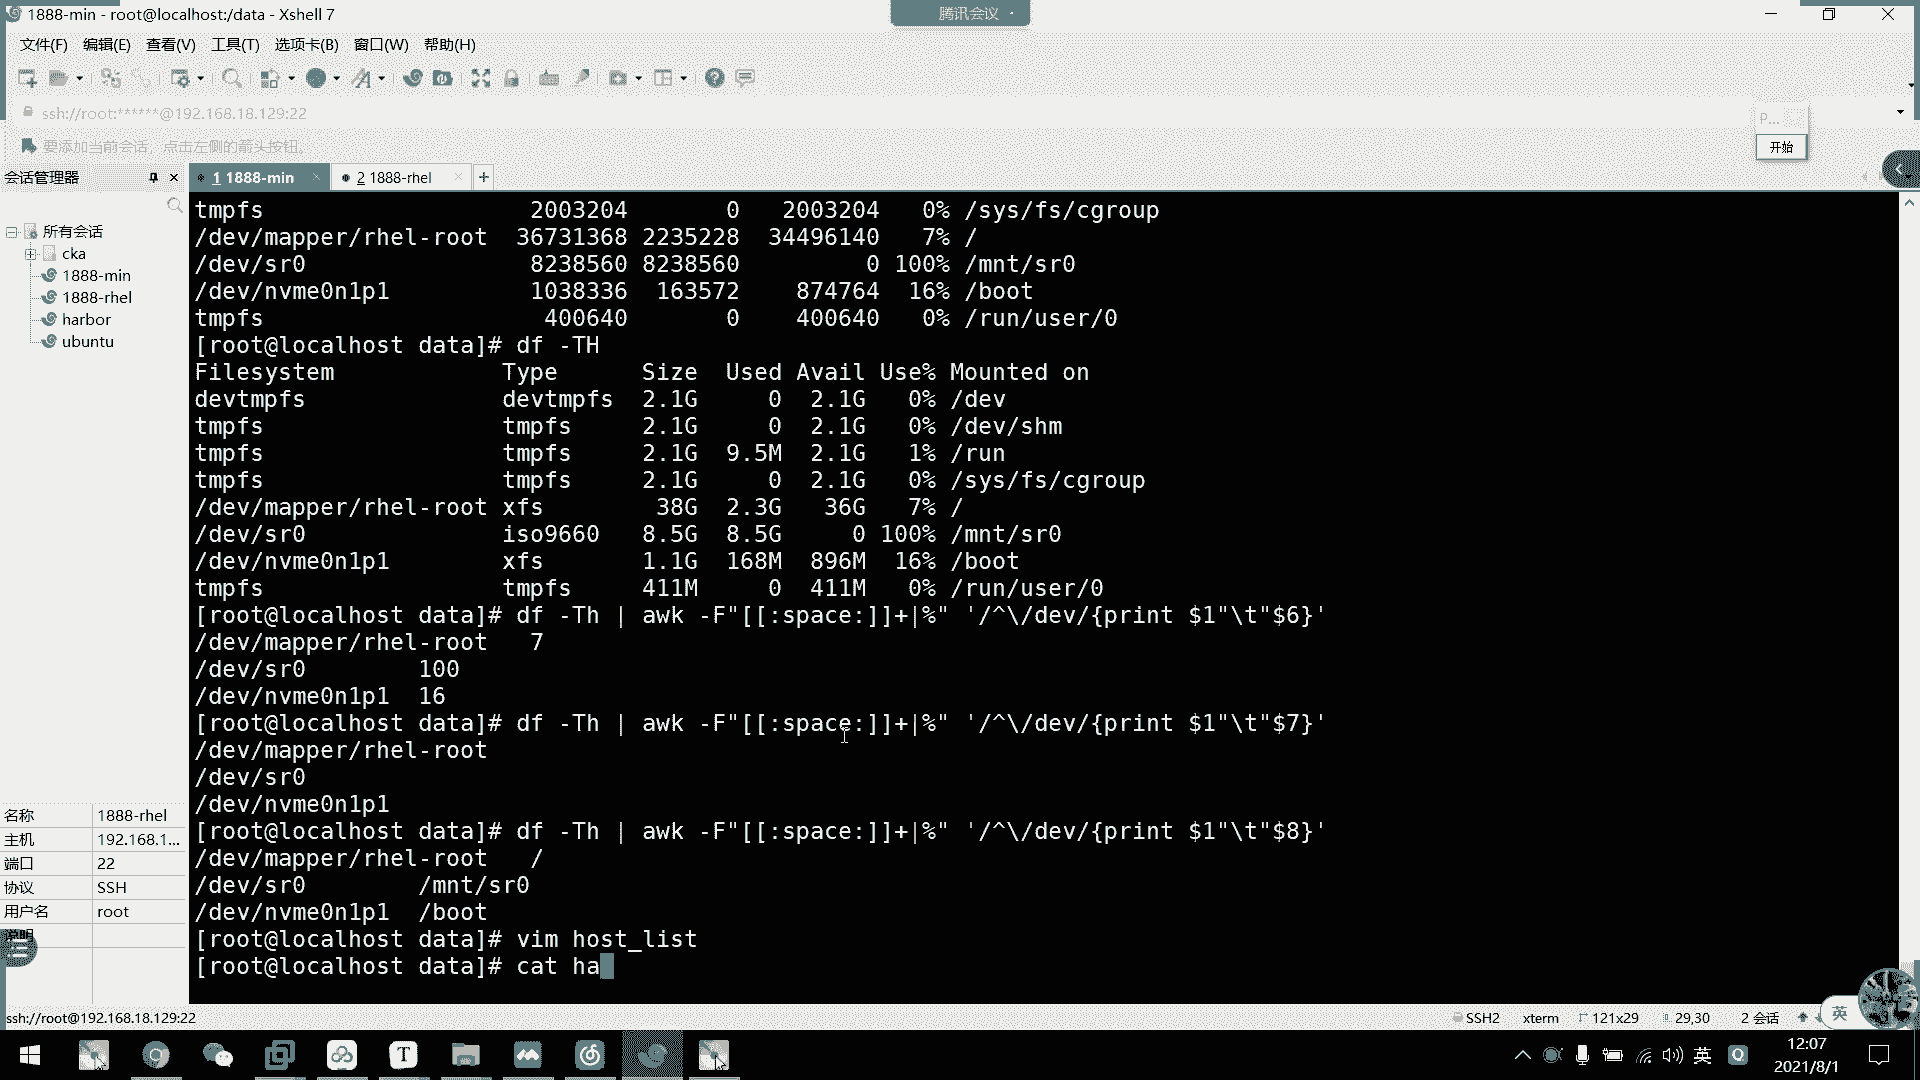 1888-min - root@localhost:/data - Xshell 7
腾讯会议
文件(F) 编辑(E) 查看(V) 工具(T) 选项卡(B) 窗口(W) 帮助(H)
ssh://root:******@192.168.18.129:22
P...
要添加当前会话，点击左侧的箭头按钮。
开始
会话管理器
1 1888-min
2 1888-rhel
所有会话
cka
1888-min
1888-rhel
harbor
ubuntu
名称 1888-rhel
主机 192.168.1...
端口 22
协议 SSH
用户名 root
说明
tmpfs 2003204 0 2003204 0% /sys/fs/cgroup
/dev/mapper/rhel-root 36731368 2235228 34496140 7% /
/dev/sr0 8238560 8238560 0 100% /mnt/sr0
/dev/nvme0n1p1 1038336 163572 874764 16% /boot
tmpfs 400640 0 400640 0% /run/user/0
[root@localhost data]# df -TH
Filesystem Type Size Used Avail Use% Mounted on
devtmpfs devtmpfs 2.1G 0 2.1G 0% /dev
tmpfs tmpfs 2.1G 0 2.1G 0% /dev/shm
tmpfs tmpfs 2.1G 9.5M 2.1G 1% /run
tmpfs tmpfs 2.1G 0 2.1G 0% /sys/fs/cgroup
/dev/mapper/rhel-root xfs 38G 2.3G 36G 7% /
/dev/sr0 iso9660 8.5G 8.5G 0 100% /mnt/sr0
/dev/nvme0n1p1 xfs 1.1G 168M 896M 16% /boot
tmpfs tmpfs 411M 0 411M 0% /run/user/0
[root@localhost data]# df -Th | awk -F"[[:space:]]+|%" '/^\/dev/{print $1"\t"$6}'
/dev/mapper/rhel-root 7
/dev/sr0 100
/dev/nvme0n1p1 16
[root@localhost data]# df -Th | awk -F"[[:space:]]+|%" '/^\/dev/{print $1"\t"$7}'
/dev/mapper/rhel-root
/dev/sr0
/dev/nvme0n1p1
[root@localhost data]# df -Th | awk -F"[[:space:]]+|%" '/^\/dev/{print $1"\t"$8}'
/dev/mapper/rhel-root /
/dev/sr0 /mnt/sr0
/dev/nvme0n1p1 /boot
[root@localhost data]# vim host_list
[root@localhost data]# cat ha
ssh://root@192.168.18.129:22
SSH2 xterm 121x29 29,30 2 会话
英
英
12:07
2021/8/1